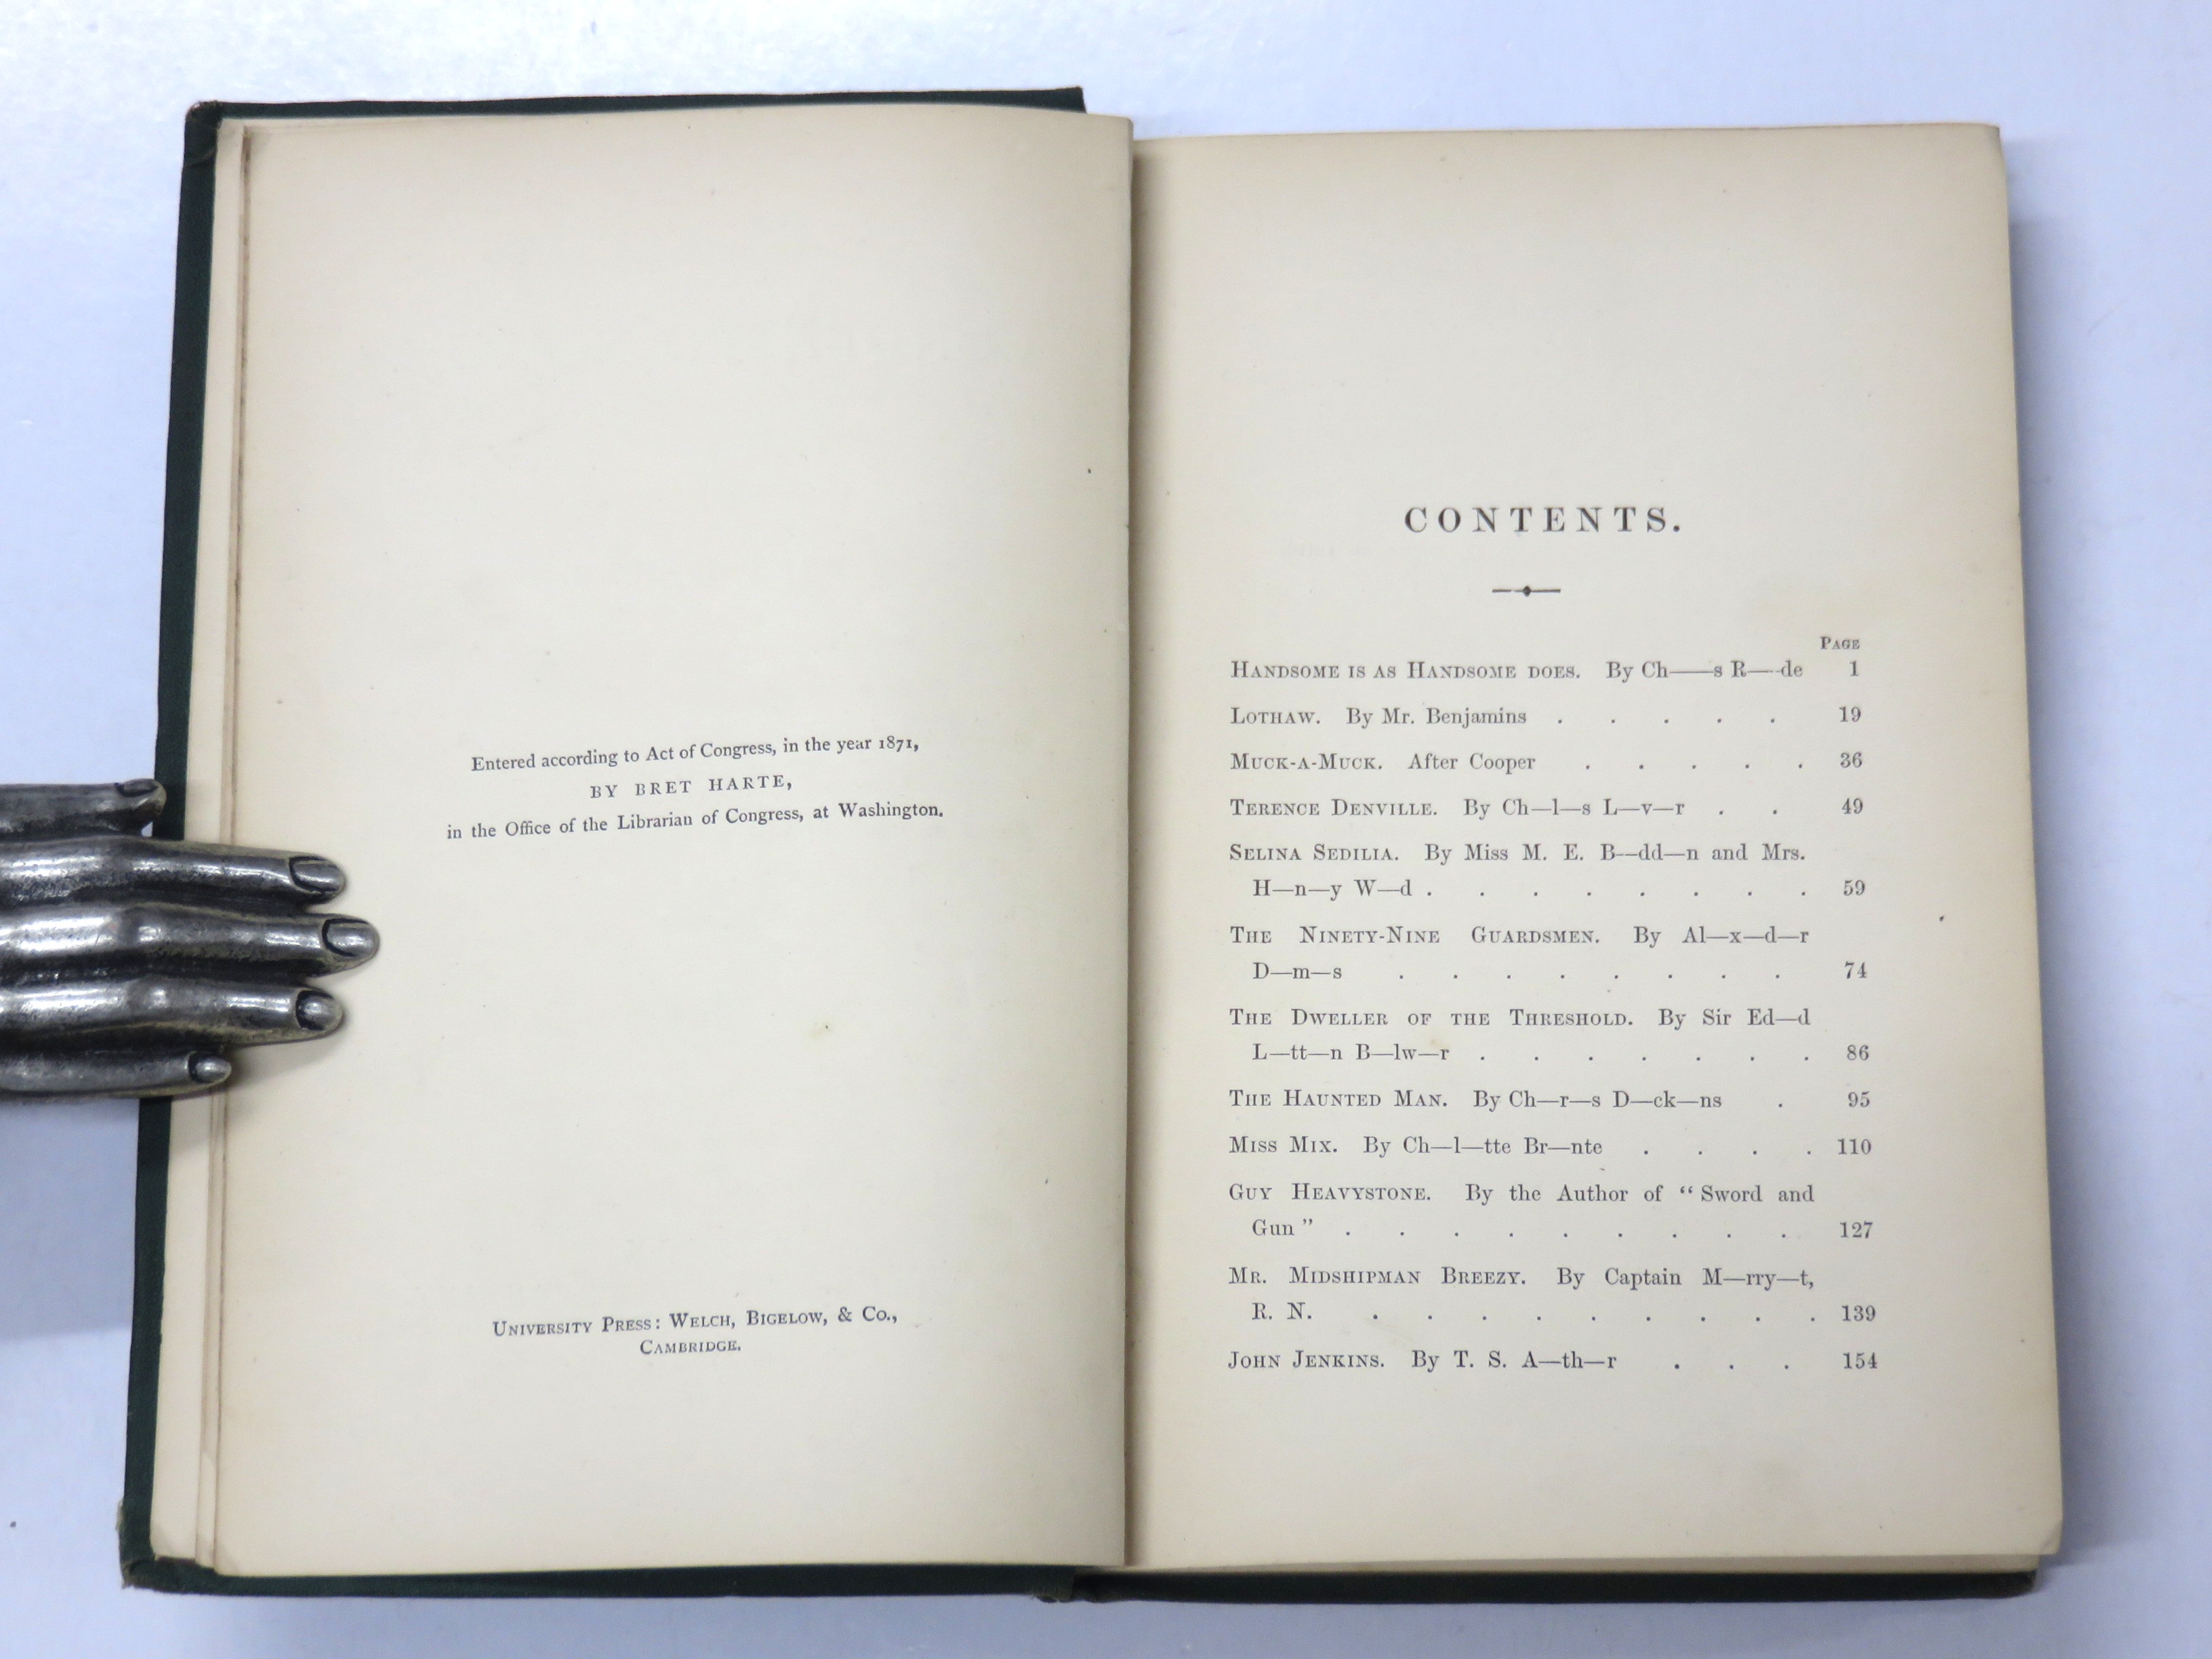 Entered according to Act of Congress, in the year 1871,
BY BRET HARTE,
in the Office of the Librarian of Congress, at Washington.
UNIVERSITY PRESS: WELCH, BIGELOW, & CO.,
CAMBRIDGE.
CONTENTS.
PAGE
HANDSOME IS AS HANDSOME DOES. By Ch——s R—-de 1
LOTHAW. By Mr. Benjamins . . . . . 19
MUCK-A-MUCK. After Cooper . . . . . 36
TERENCE DENVILLE. By Ch—l—s L—v—r . . 49
SELINA SEDILIA. By Miss M. E. B—dd—n and Mrs.
H—n—y W—d . . . . . . . . 59
THE NINETY-NINE GUARDSMEN. By Al—x—d—r
D—m—s . . . . . . . . 74
THE DWELLER OF THE THRESHOLD. By Sir Ed—d
L—tt—n B—lw—r . . . . . . . 86
THE HAUNTED MAN. By Ch—r—s D—ck—ns . 95
MISS MIX. By Ch—l—tte Br—nte . . . . 110
GUY HEAVYSTONE. By the Author of “Sword and
Gun” . . . . . . . . . 127
MR. MIDSHIPMAN BREEZY. By Captain M—rry—t,
R. N. . . . . . . . . . 139
JOHN JENKINS. By T. S. A—th—r . . . 154